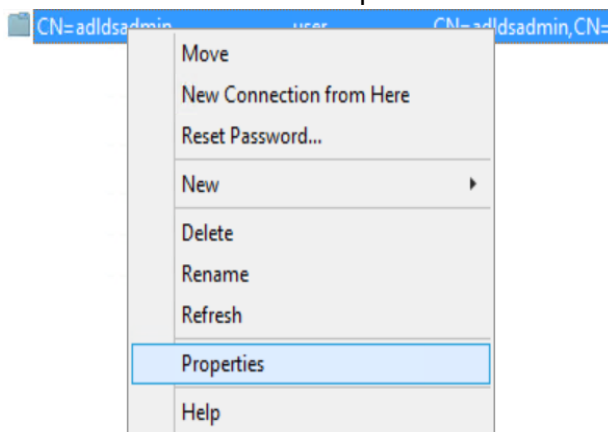 CN=adldsadmin user CN=adldsadmin,CN=
Move
New Connection from Here
Reset Password...
New
Delete
Rename
Refresh
Properties
Help